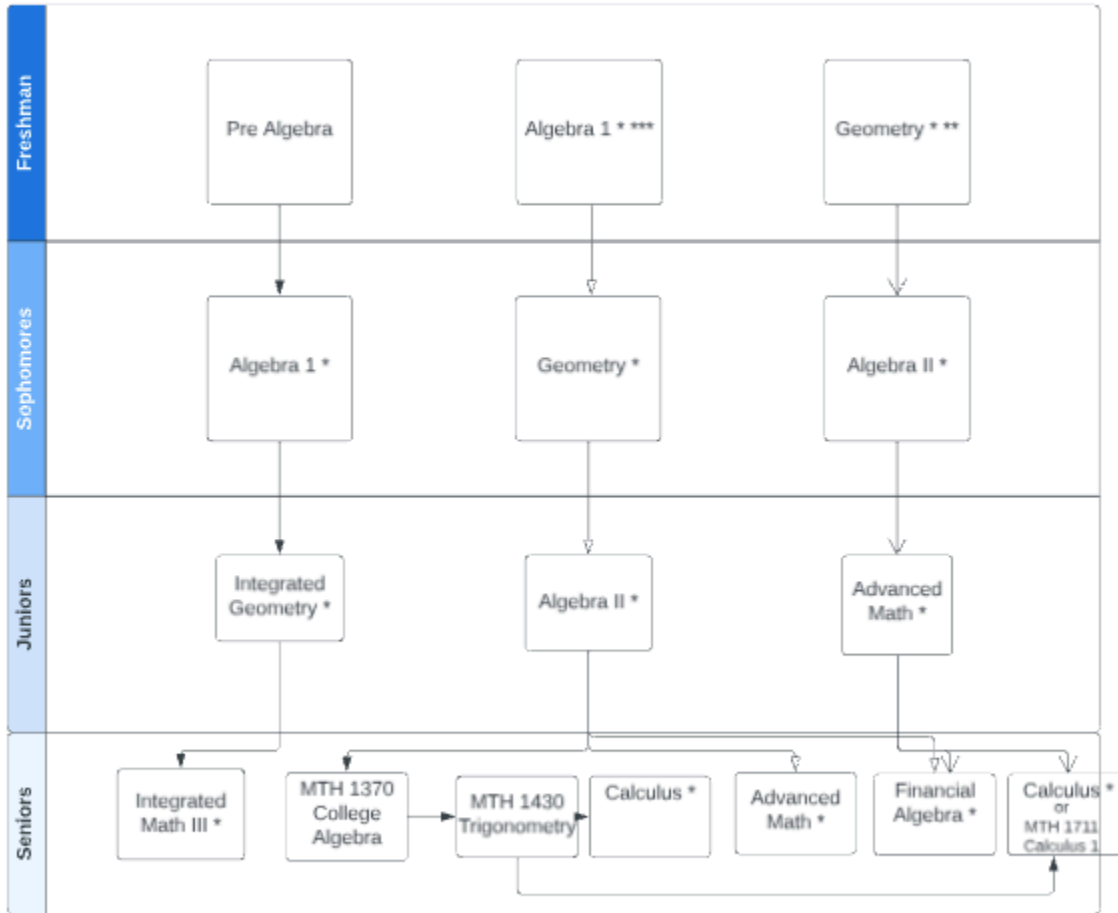 Freshman
Pre Algebra
Algebra 1 * ***
Geometry * **
Sophomores
Algebra 1 *
Geometry *
Algebra II *
Juniors
Integrated
Geometry *
Algebra II *
Advanced
Math *
Seniors
Integrated
Math III *
MTH 1370
College
Algebra
MTH 1430
Trigonometry
Calculus *
Advanced
Math *
Financial
Algebra *
Calculus *
or
MTH 1711
Calculus 1